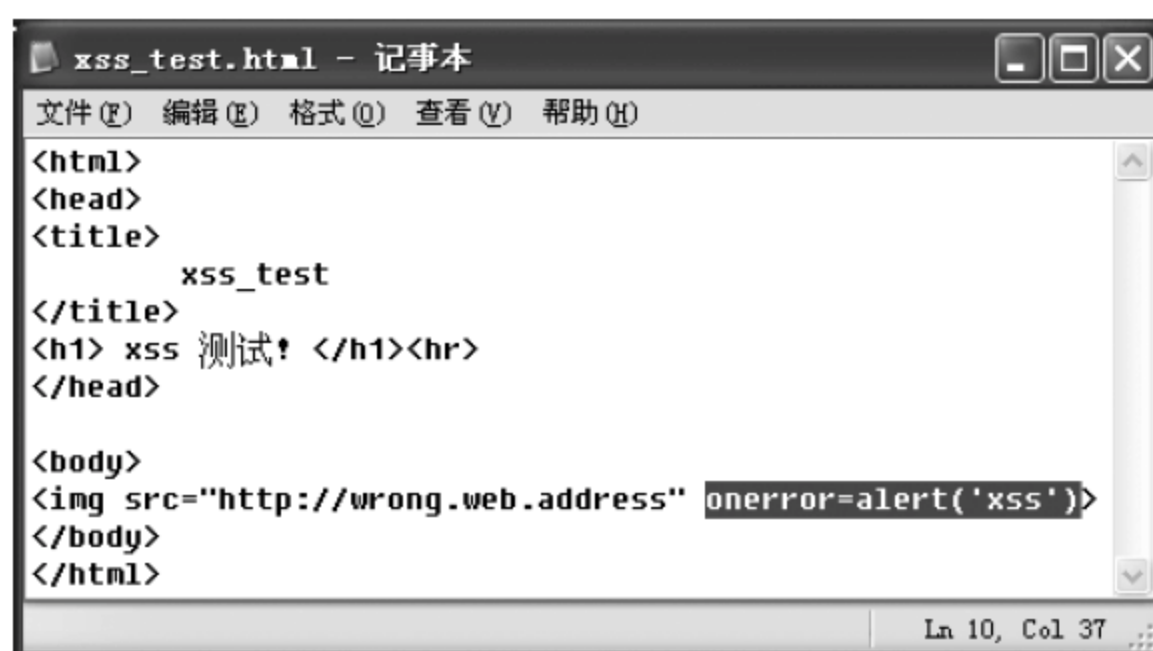 xss_test.html - 记事本
文件(F) 编辑(E) 格式(O) 查看(V) 帮助(H)
<html>
<head>
<title>
        xss_test
</title>
<h1> xss 测试! </h1><hr>
</head>

<body>
<img src="http://wrong.web.address" onerror=alert('xss')>
</body>
</html>
Ln 10, Col 37